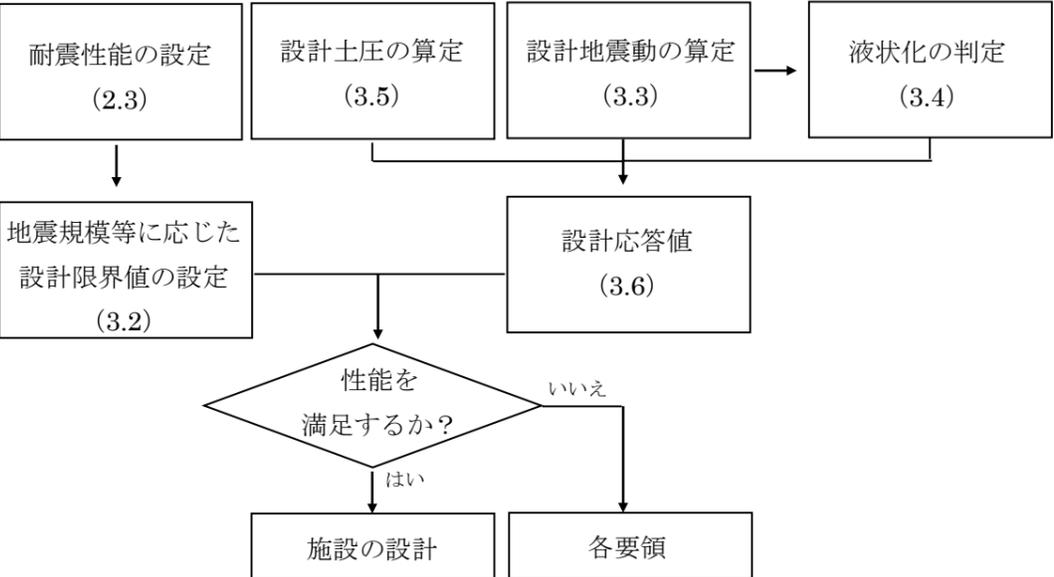 耐震性能の設定
（2.3）
設計土圧の算定
（3.5）
設計地震動の算定
（3.3）
液状化の判定
（3.4）
地震規模等に応じた
設計限界値の設定
（3.2）
設計応答値
（3.6）
性能を
満足するか？
いいえ
はい
施設の設計
各要領